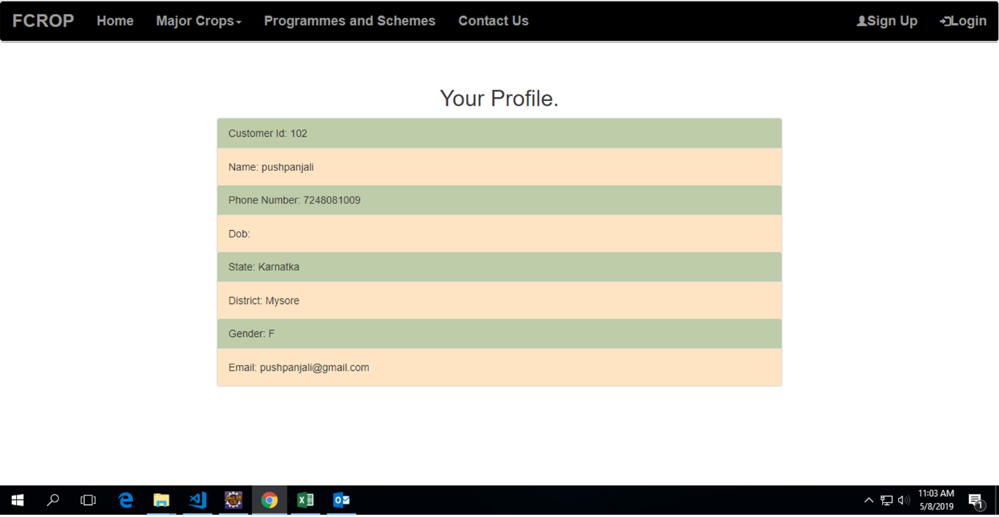 FCROP Home Major Crops Programmes and Schemes Contact Us Sign Up Login
Your Profile.
Customer Id: 102
Name: pushpanjali
Phone Number: 7248081009
Dob:
State: Karnatka
District: Mysore
Gender: F
Email: pushpanjali@gmail.com
11:03 AM
5/8/2019
1